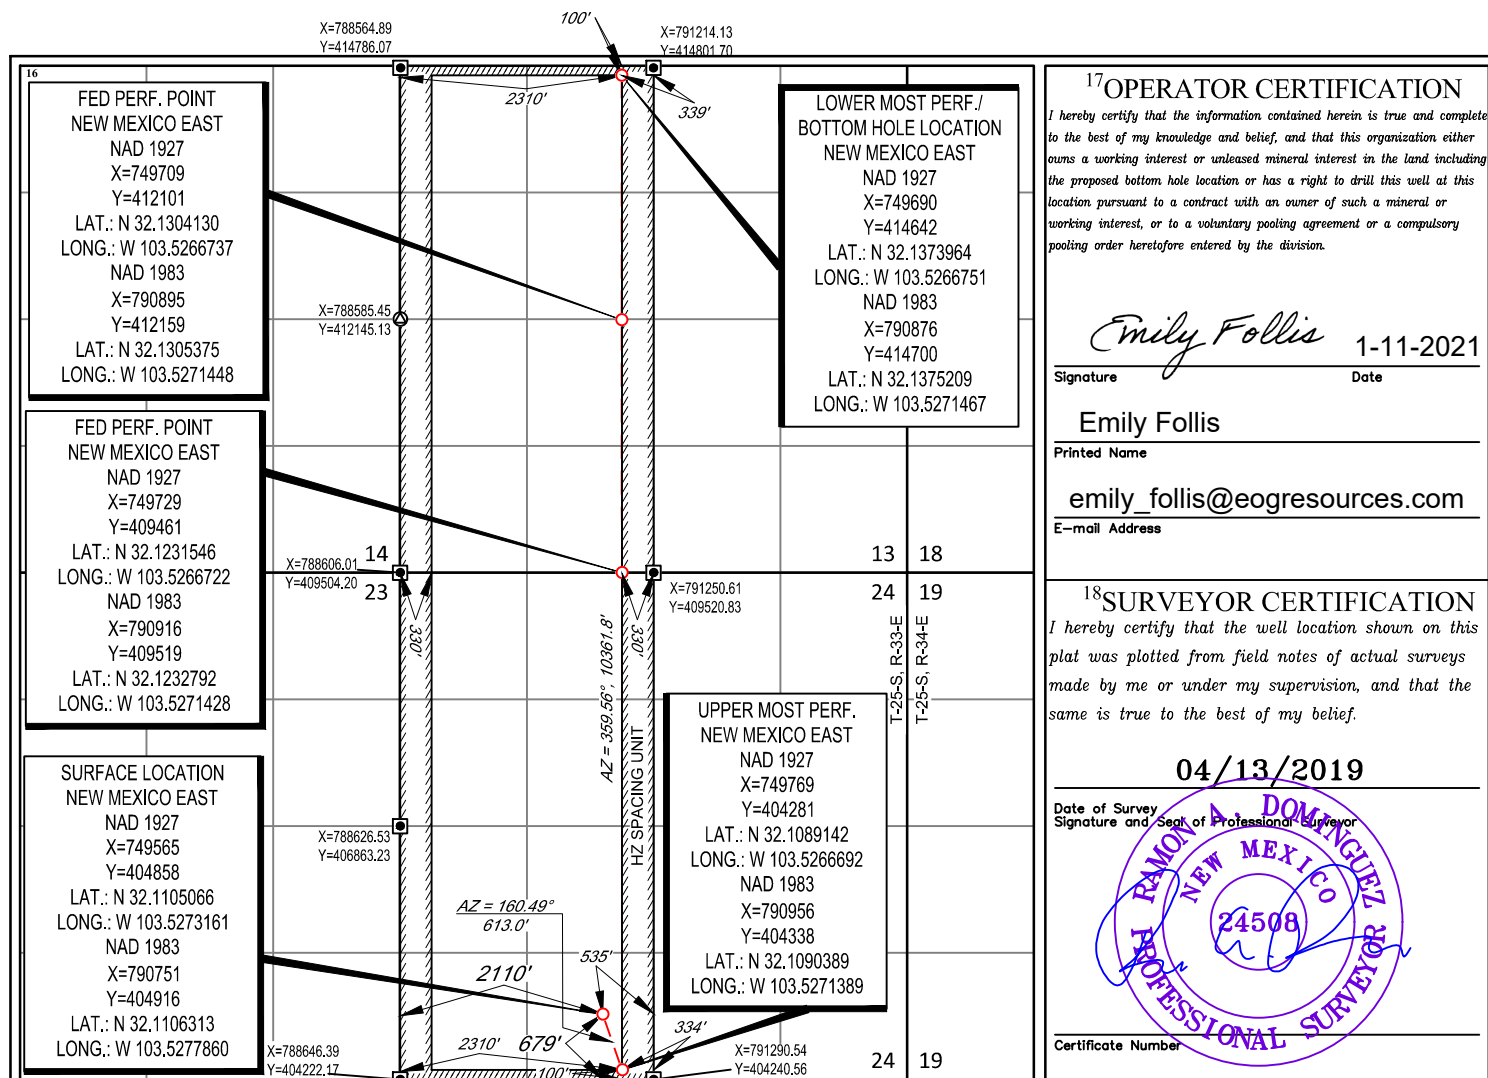 X=788564.89
Y=414786.07
100'
X=791214.13
Y=414801.70
16
2310'
339'
FED PERF. POINT
NEW MEXICO EAST
NAD 1927
X=749709
Y=412101
LAT.: N 32.1304130
LONG.: W 103.5266737
NAD 1983
X=790895
Y=412159
LAT.: N 32.1305375
LONG.: W 103.5271448
LOWER MOST PERF./
BOTTOM HOLE LOCATION
NEW MEXICO EAST
NAD 1927
X=749690
Y=414642
LAT.: N 32.1373964
LONG.: W 103.5266751
NAD 1983
X=790876
Y=414700
LAT.: N 32.1375209
LONG.: W 103.5271467
X=788585.45
Y=412145.13
FED PERF. POINT
NEW MEXICO EAST
NAD 1927
X=749729
Y=409461
LAT.: N 32.1231546
LONG.: W 103.5266722
NAD 1983
X=790916
Y=409519
LAT.: N 32.1232792
LONG.: W 103.5271428
X=788606.01
Y=409504.20
14
23
13 18
24 19
X=791250.61
Y=409520.83
330'
330'
AZ = 359.56°, 10361.8'
HZ SPACING UNIT
T-25-S, R-33-E
T-25-S, R-34-E
UPPER MOST PERF.
NEW MEXICO EAST
NAD 1927
X=749769
Y=404281
LAT.: N 32.1089142
LONG.: W 103.5266692
NAD 1983
X=790956
Y=404338
LAT.: N 32.1090389
LONG.: W 103.5271389
SURFACE LOCATION
NEW MEXICO EAST
NAD 1927
X=749565
Y=404858
LAT.: N 32.1105066
LONG.: W 103.5273161
NAD 1983
X=790751
Y=404916
LAT.: N 32.1106313
LONG.: W 103.5277860
X=788626.53
Y=406863.23
AZ = 160.49°
613.0'
2110'
535'
2310'
679'
334'
100'
X=788646.39
Y=404222.17
X=791290.54
Y=404240.56
24 19
17OPERATOR CERTIFICATION
I hereby certify that the information contained herein is true and complete
to the best of my knowledge and belief, and that this organization either
owns a working interest or unleased mineral interest in the land including
the proposed bottom hole location or has a right to drill this well at this
location pursuant to a contract with an owner of such a mineral or
working interest, or to a voluntary pooling agreement or a compulsory
pooling order heretofore entered by the division.
Emily Follis 1-11-2021
Signature Date
Emily Follis
Printed Name
emily_follis@eogresources.com
E-mail Address
18SURVEYOR CERTIFICATION
I hereby certify that the well location shown on this
plat was plotted from field notes of actual surveys
made by me or under my supervision, and that the
same is true to the best of my belief.
04/13/2019
Date of Survey
Signature and Seal of Professional Surveyor
RAMON A. DOMINGUEZ
NEW MEXICO
24508
PROFESSIONAL SURVEYOR
Certificate Number